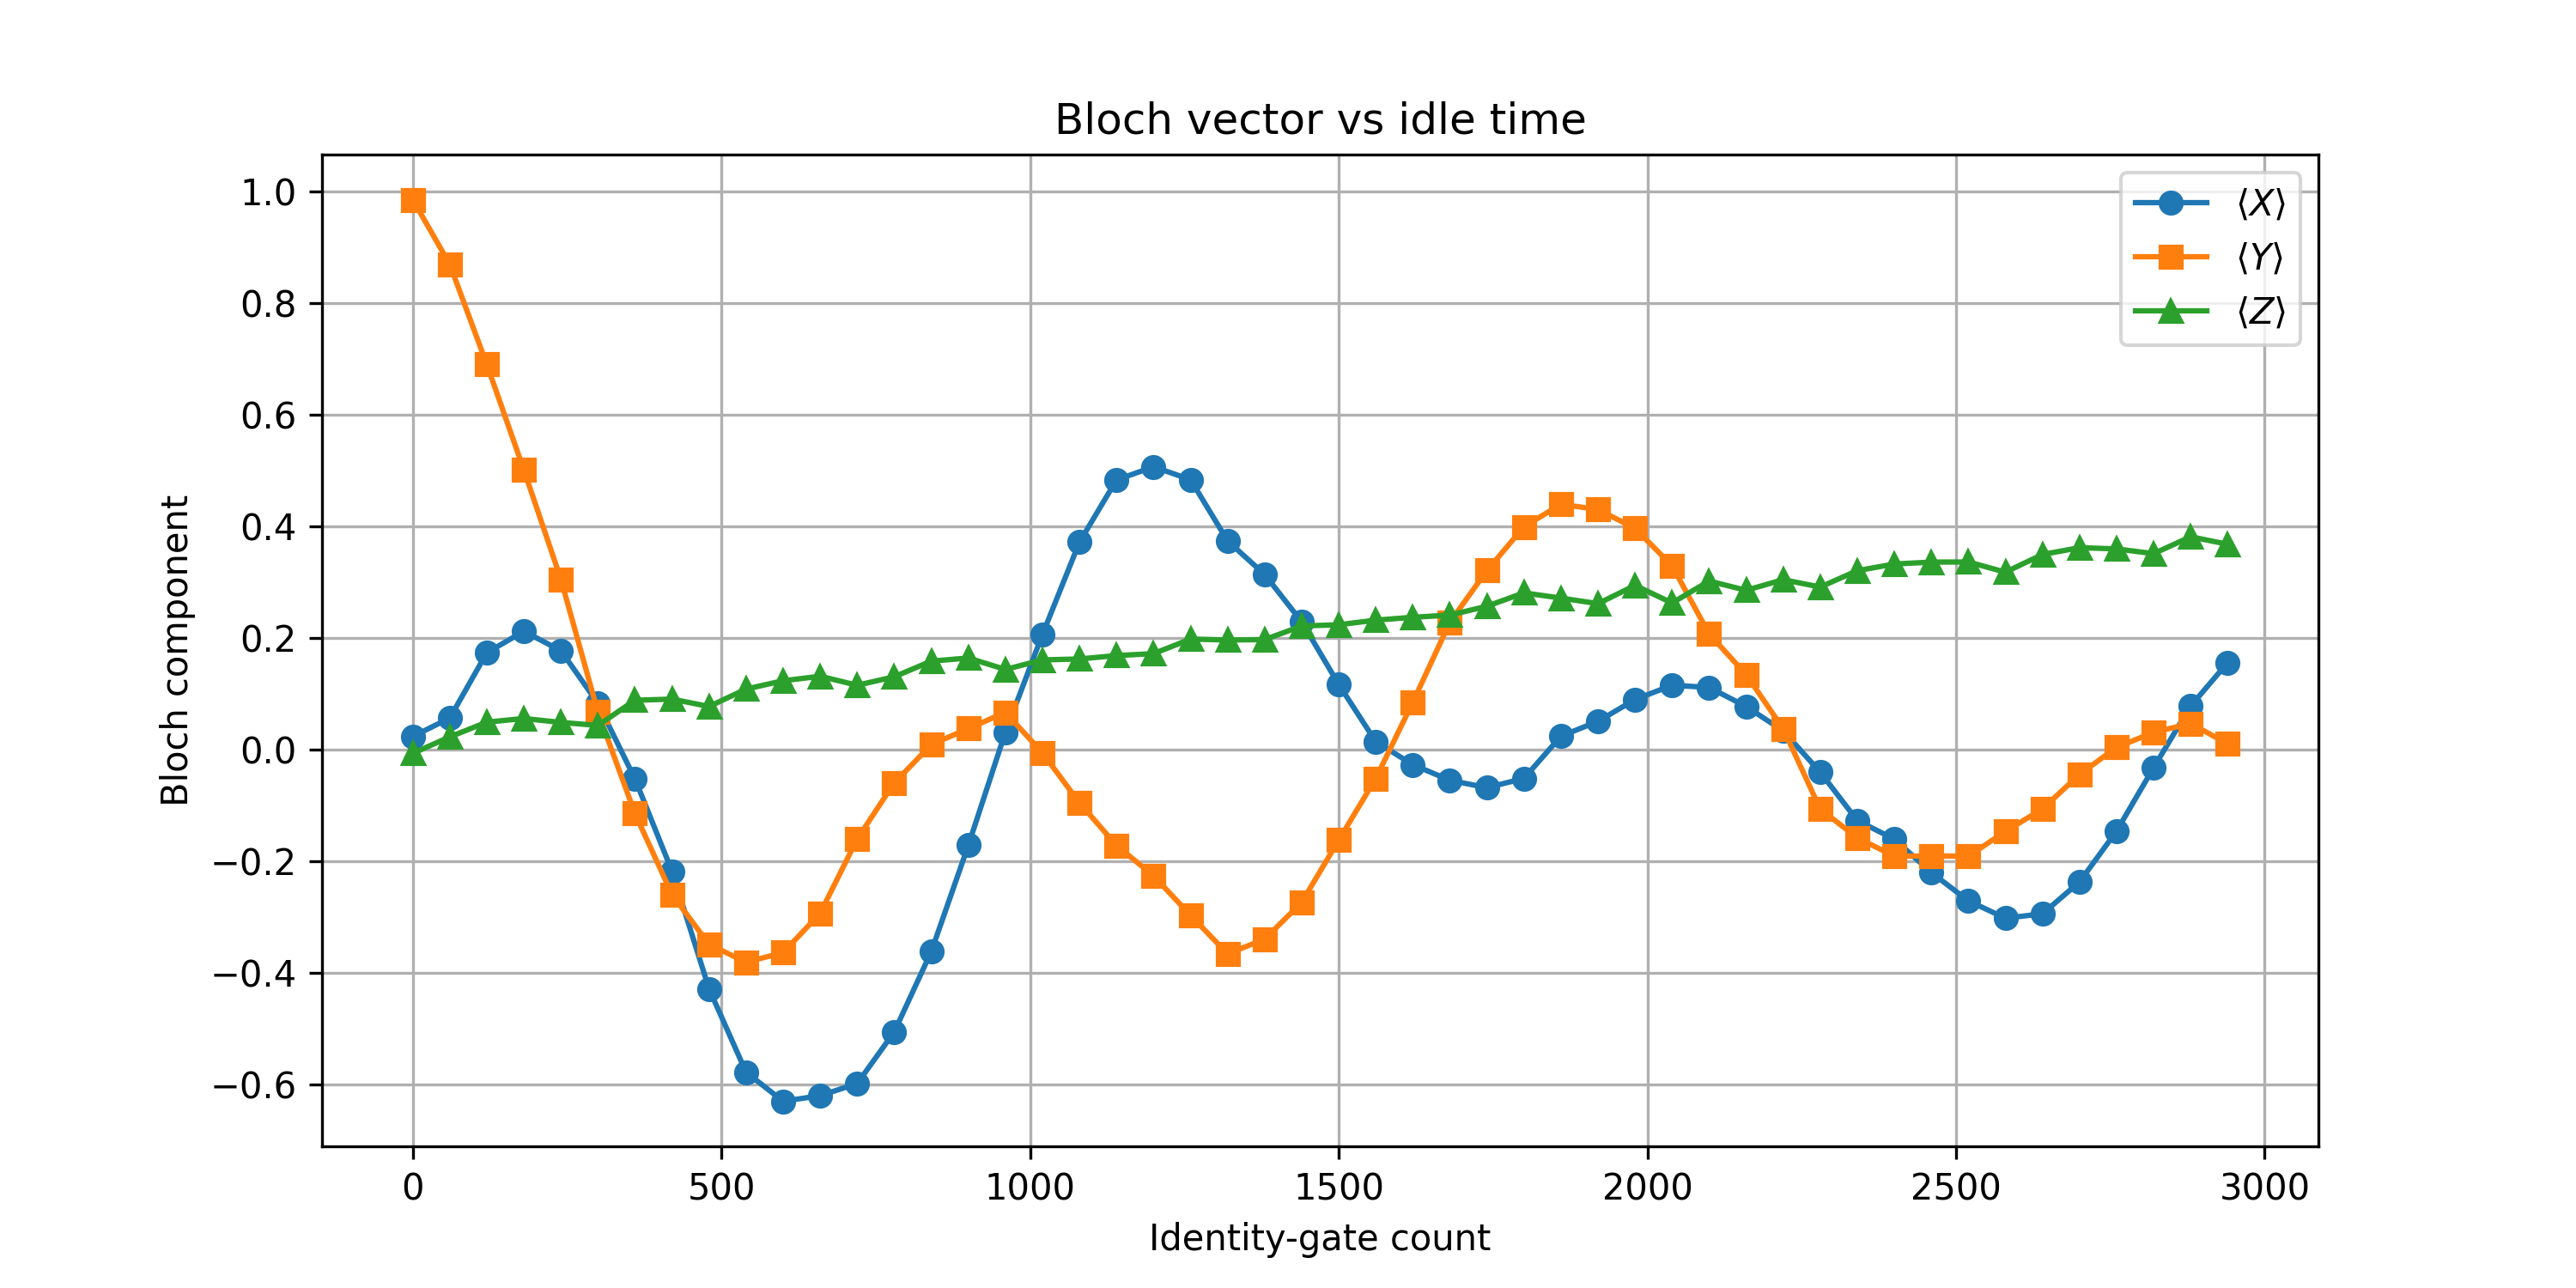 Bloch vector vs idle time
1.0
0.8
0.6
0.4
0.2
0.0
−0.2
−0.4
−0.6
Bloch component
⟨X⟩
⟨Y⟩
⟨Z⟩
0 500 1000 1500 2000 2500 3000
Identity-gate count